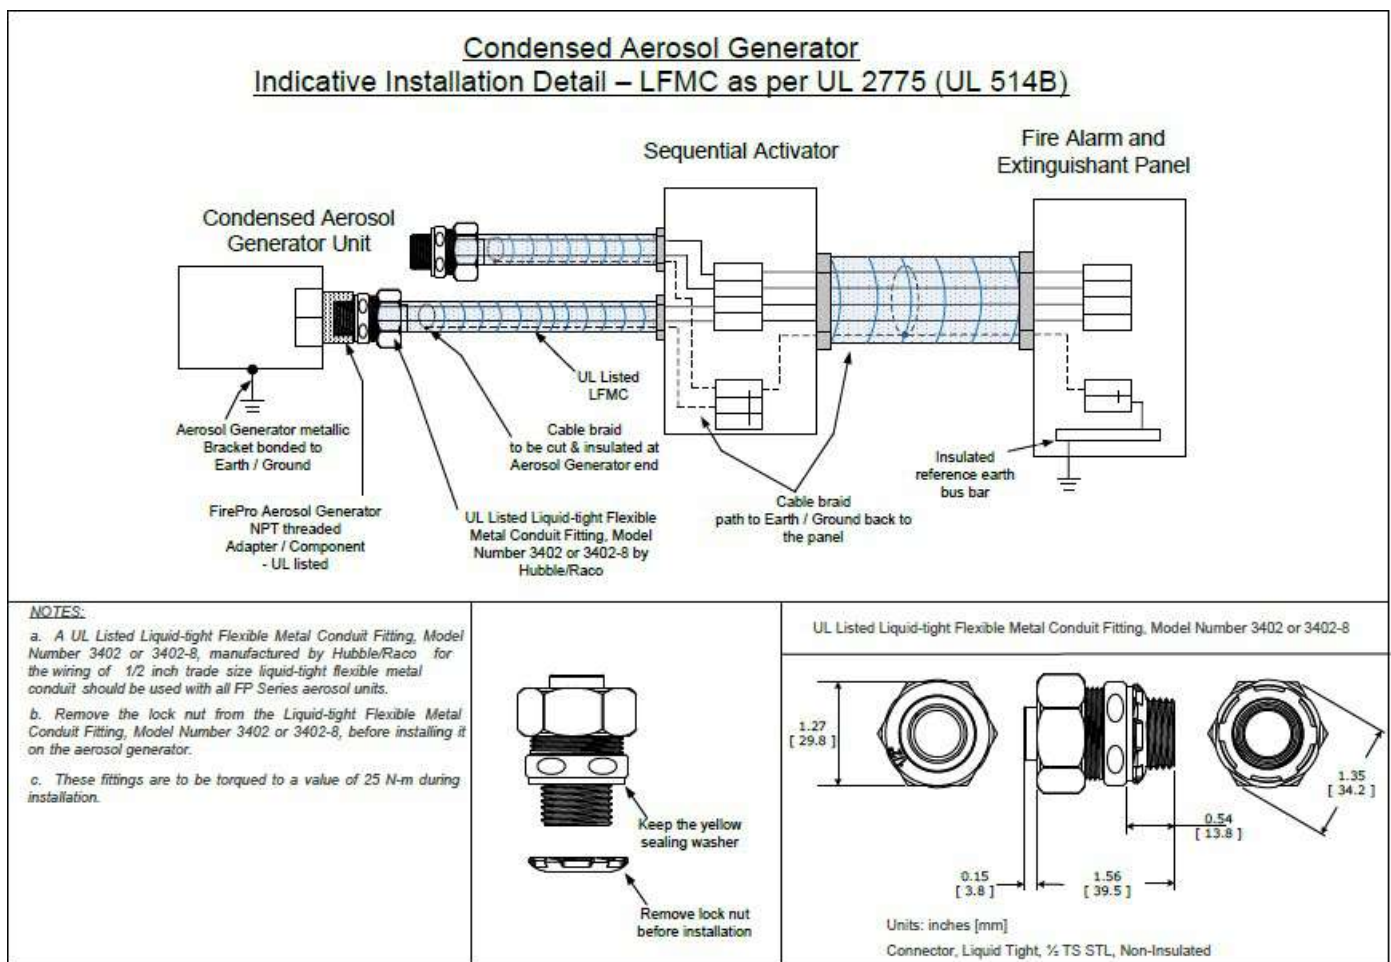 Condensed Aerosol Generator
Indicative Installation Detail – LFMC as per UL 2775 (UL 514B)
Sequential Activator
Fire Alarm and
Extinguishant Panel
Condensed Aerosol
Generator Unit
UL Listed
LFMC
Aerosol Generator metallic
Bracket bonded to
Earth / Ground
Cable braid
to be cut & insulated at
Aerosol Generator end
Insulated
reference earth
bus bar
Cable braid
path to Earth / Ground back to
the panel
FirePro Aerosol Generator
NPT threaded
Adapter / Component
- UL listed
UL Listed Liquid-tight Flexible
Metal Conduit Fitting, Model
Number 3402 or 3402-8 by
Hubble/Raco
NOTES:
a. A UL Listed Liquid-tight Flexible Metal Conduit Fitting, Model
Number 3402 or 3402-8, manufactured by Hubble/Raco for
the wiring of 1/2 inch trade size liquid-tight flexible metal
conduit should be used with all FP Series aerosol units.
b. Remove the lock nut from the Liquid-tight Flexible Metal
Conduit Fitting, Model Number 3402 or 3402-8, before installing it
on the aerosol generator.
c. These fittings are to be torqued to a value of 25 N-m during
installation.
Keep the yellow
sealing washer
Remove lock nut
before installation
UL Listed Liquid-tight Flexible Metal Conduit Fitting, Model Number 3402 or 3402-8
1.27
[ 29.8 ]
1.35
[ 34.2 ]
0.54
[ 13.8 ]
0.15
[ 3.8 ]
1.56
[ 39.5 ]
Units: inches [mm]
Connector, Liquid Tight, ½ TS STL, Non-Insulated